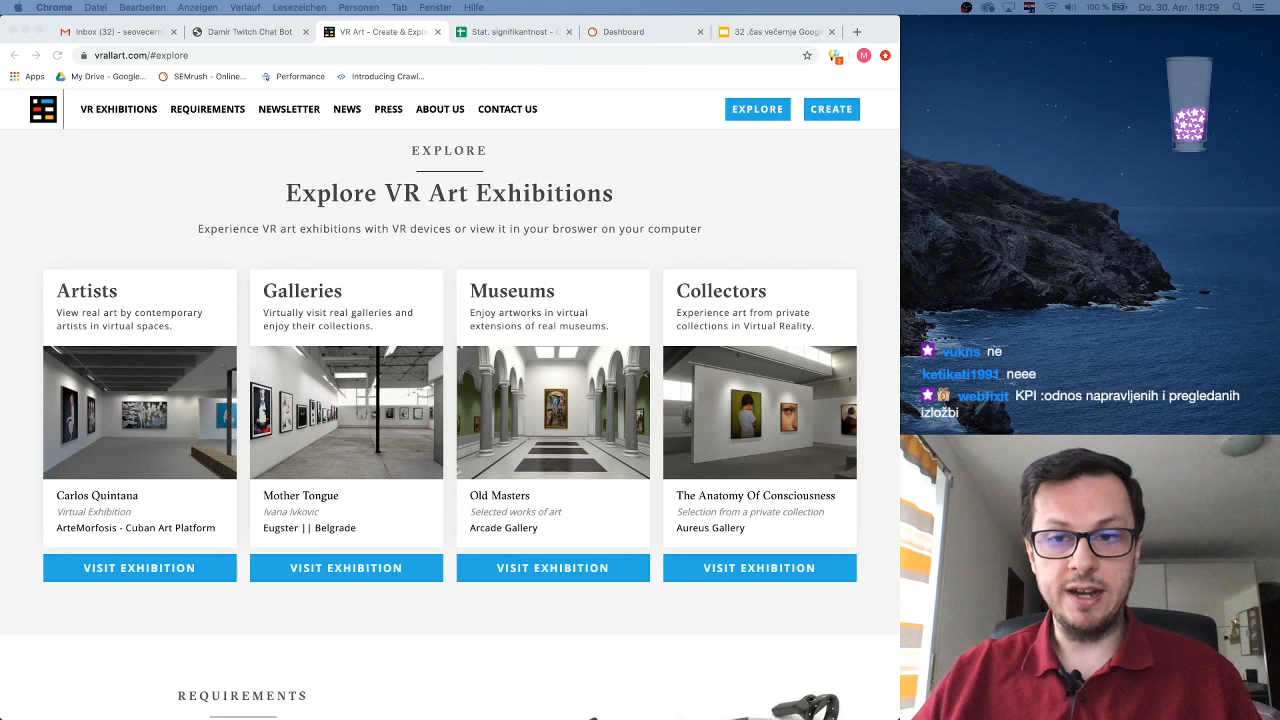 Chrome Datei Bearbeiten Anzeigen Verlauf Lesezeichen Personen Tab Fenster Hilfe 100 % Do. 30. Apr. 18:29
Inbox (32) - seovecern Damir Twitch Chat Bot VR Art - Create & Explo Stat. signifikantnost - G Dashboard 32 .čas večernje Googl
vrallart.com/#explore
M
Apps My Drive - Google... SEMrush - Online... Performance Introducing Crawl...
VR EXHIBITIONS REQUIREMENTS NEWSLETTER NEWS PRESS ABOUT US CONTACT US EXPLORE CREATE
EXPLORE
Explore VR Art Exhibitions
Experience VR art exhibitions with VR devices or view it in your broswer on your computer
Artists
View real art by contemporary
artists in virtual spaces.
Carlos Quintana
Virtual Exhibition
ArteMorfosis - Cuban Art Platform
VISIT EXHIBITION
Galleries
Virtually visit real galleries and
enjoy their collections.
Mother Tongue
Ivana Ivkovic
Eugster || Belgrade
VISIT EXHIBITION
Museums
Enjoy artworks in virtual
extensions of real museums.
Old Masters
Selected works of art
Arcade Gallery
VISIT EXHIBITION
Collectors
Experience art from private
collections in Virtual Reality.
The Anatomy Of Consciousness
Selection from a private collection
Aureus Gallery
VISIT EXHIBITION
REQUIREMENTS
vukns ne
ketiketi1991 neee
webfixit KPI :odnos napravljenih i pregledanih
izložbi